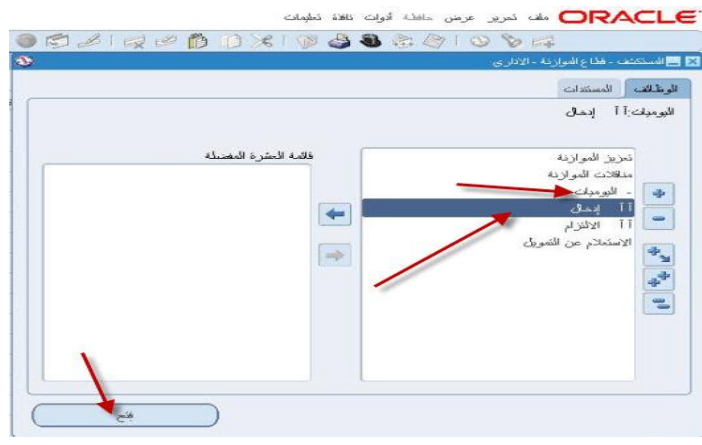 ORACLE
ملف تحرير عرض حافظة أدوات نافذة تعليمات
المستكشف - قطاع الموازنة - الاداري
الوظائف المستندات
اليوميات:آ آ إدخال
قائمة العشرة المفضلة
تعزيز الموازنة
مناقلات الموازنة
- اليوميات
آ آ إدخال
آ آ الالتزام
الاستعلام عن التمويل
فتح